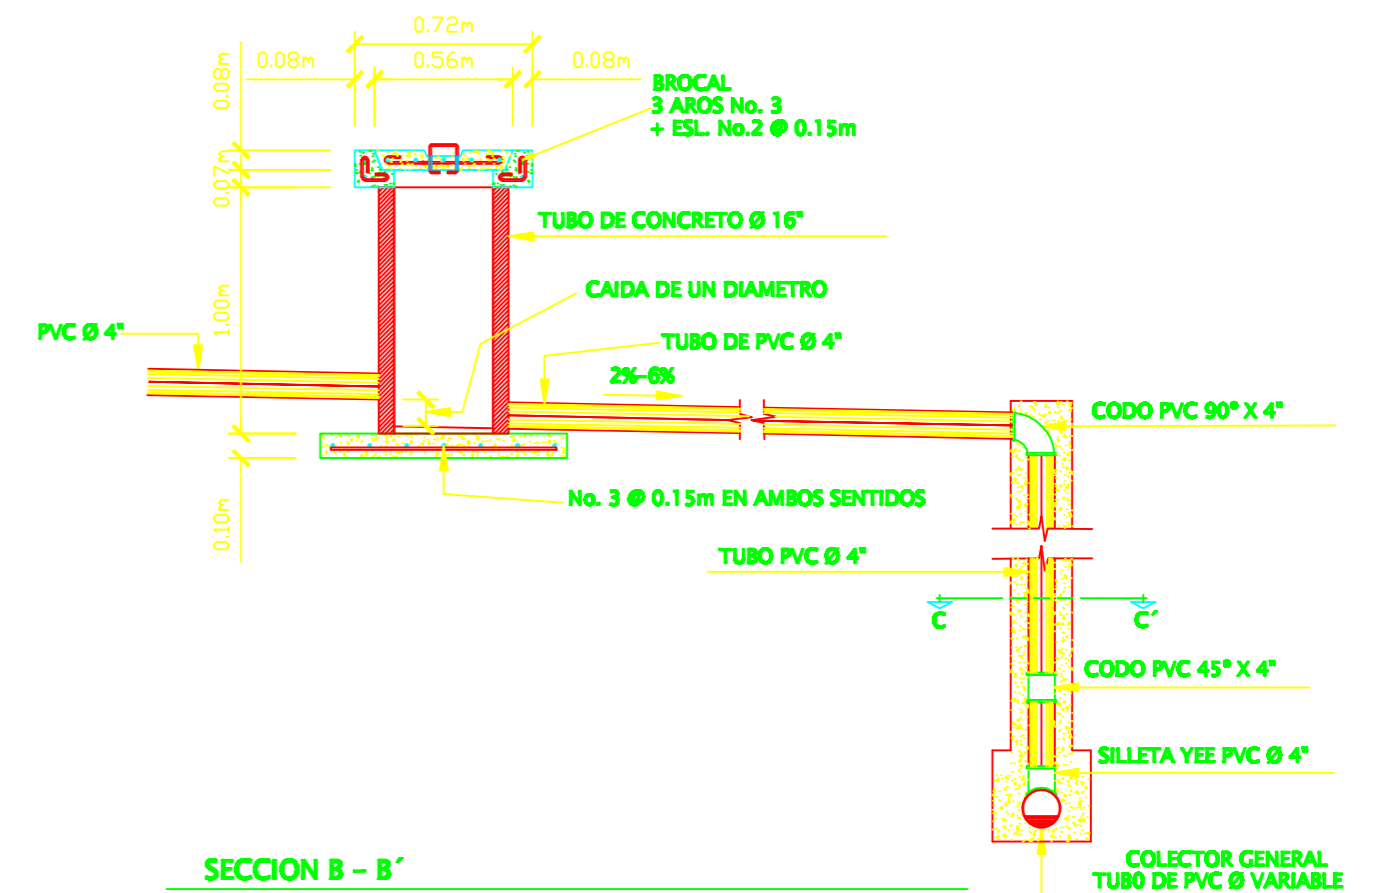 0.72m
0.08m
0.56m
0.08m
0.08m
0.07m
1.00m
0.10m
BROCAL
3 AROS No. 3
+ ESL. No.2 @ 0.15m
TUBO DE CONCRETO Ø 16"
CAIDA DE UN DIAMETRO
PVC Ø 4"
TUBO DE PVC Ø 4"
2%-6%
CODO PVC 90° X 4"
No. 3 @ 0.15m EN AMBOS SENTIDOS
TUBO PVC Ø 4"
C
C´
CODO PVC 45° X 4"
SILLETA YEE PVC Ø 4"
COLECTOR GENERAL
TUBO DE PVC Ø VARIABLE
SECCION B - B´